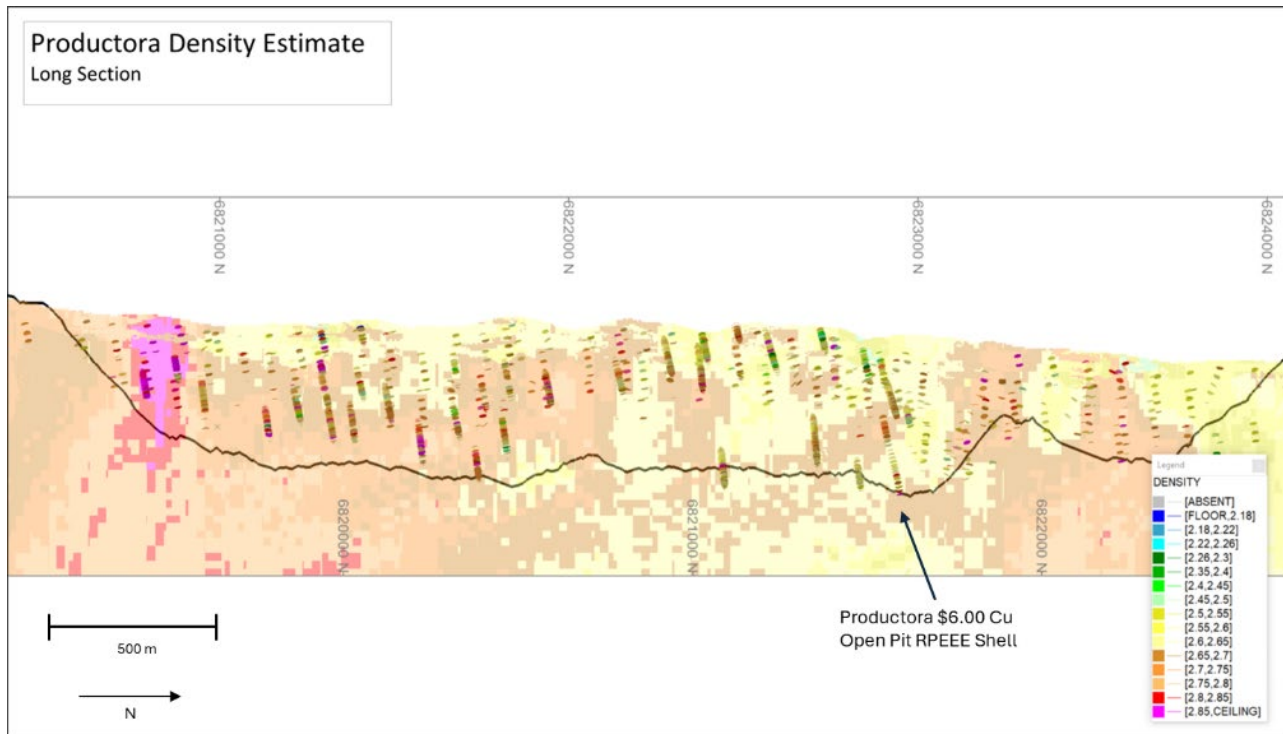 Productora Density Estimate
Long Section
6821000 N
6822000 N
6823000 N
6824000 N
6820000 N
6821000 N
6822000 N
Productora $6.00 Cu
Open Pit RPEEE Shell
500 m
N
Legend
DENSITY
[ABSENT]
[FLOOR,2.18]
[2.18,2.22]
[2.22,2.26]
[2.26,2.3]
[2.35,2.4]
[2.4,2.45]
[2.45,2.5]
[2.5,2.55]
[2.55,2.6]
[2.6,2.65]
[2.65,2.7]
[2.7,2.75]
[2.75,2.8]
[2.8,2.85]
[2.85,CEILING]